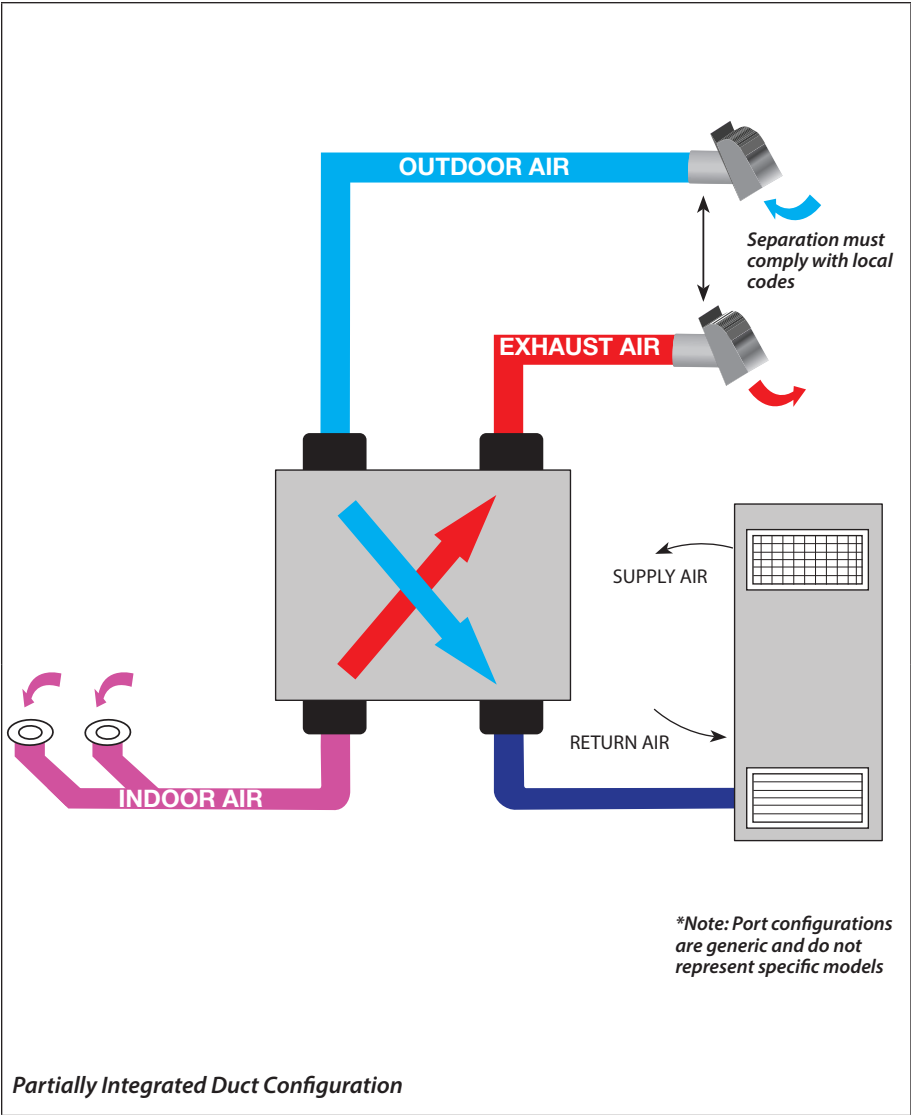 OUTDOOR AIR
Separation must
comply with local
codes
EXHAUST AIR
SUPPLY AIR
RETURN AIR
INDOOR AIR
*Note: Port configurations
are generic and do not
represent specific models
Partially Integrated Duct Configuration